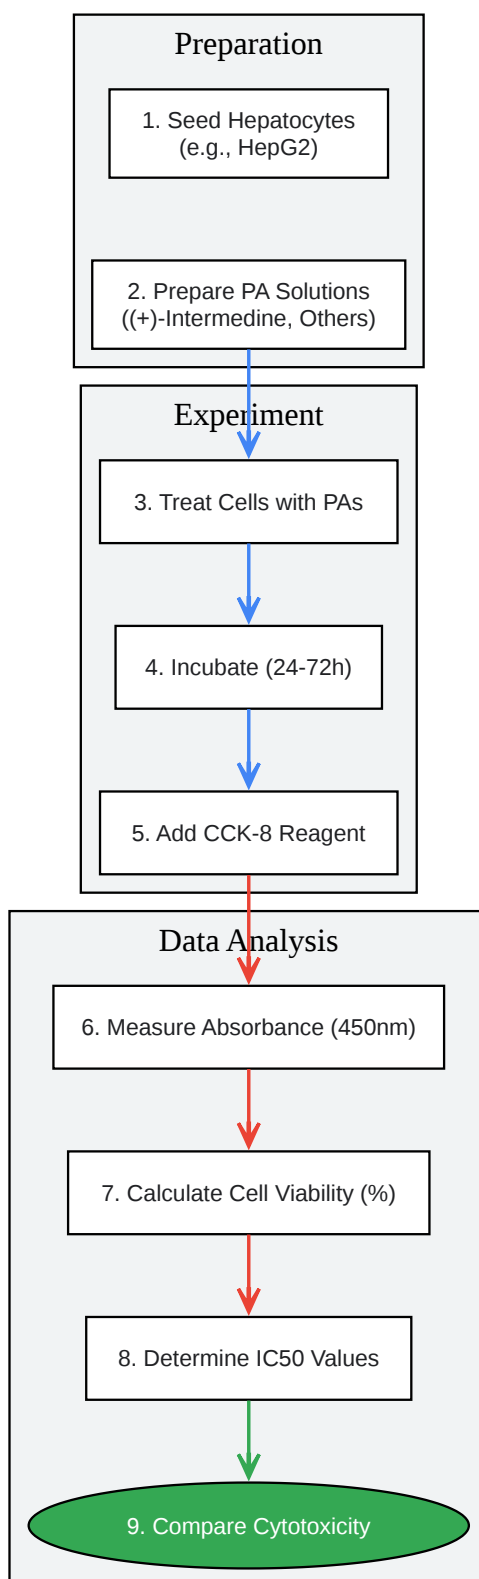 Preparation
1. Seed Hepatocytes
(e.g., HepG2)
2. Prepare PA Solutions
((+)-Intermedine, Others)
Experiment
3. Treat Cells with PAs
4. Incubate (24-72h)
5. Add CCK-8 Reagent
Data Analysis
6. Measure Absorbance (450nm)
7. Calculate Cell Viability (%)
8. Determine IC50 Values
9. Compare Cytotoxicity